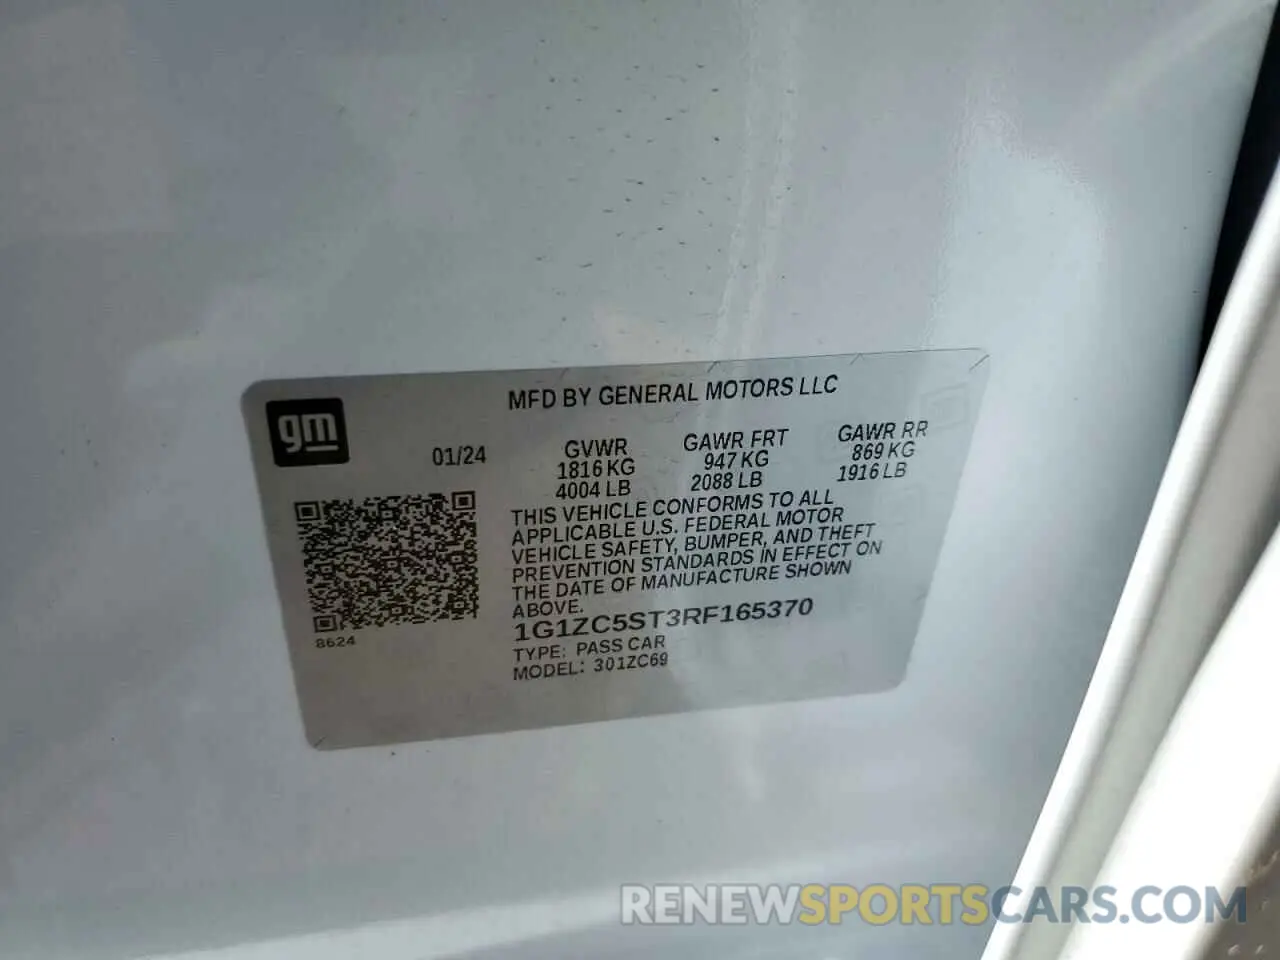 MFD BY GENERAL MOTORS LLC
gm
01/24
GVWR GAWR FRT GAWR RR
1816 KG 947 KG 869 KG
4004 LB 2088 LB 1916 LB
THIS VEHICLE CONFORMS TO ALL
APPLICABLE U.S. FEDERAL MOTOR
VEHICLE SAFETY, BUMPER, AND THEFT
PREVENTION STANDARDS IN EFFECT ON
THE DATE OF MANUFACTURE SHOWN
ABOVE.
1G1ZC5ST3RF165370
8624
TYPE: PASS CAR
MODEL: 301ZC69
RENEWSPORTSCARS.COM